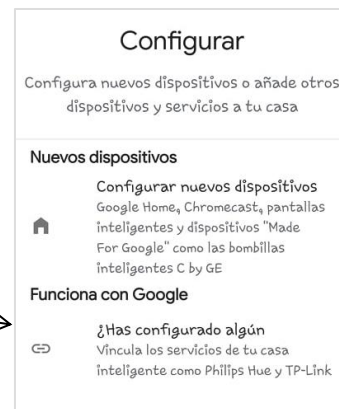 Configurar
Configura nuevos dispositivos o añade otros
dispositivos y servicios a tu casa
Nuevos dispositivos
Configurar nuevos dispositivos
Google Home, Chromecast, pantallas
inteligentes y dispositivos "Made
For Google" como las bombillas
inteligentes C by GE
Funciona con Google
¿Has configurado algún
Vincula los servicios de tu casa
inteligente como Philips Hue y TP-Link